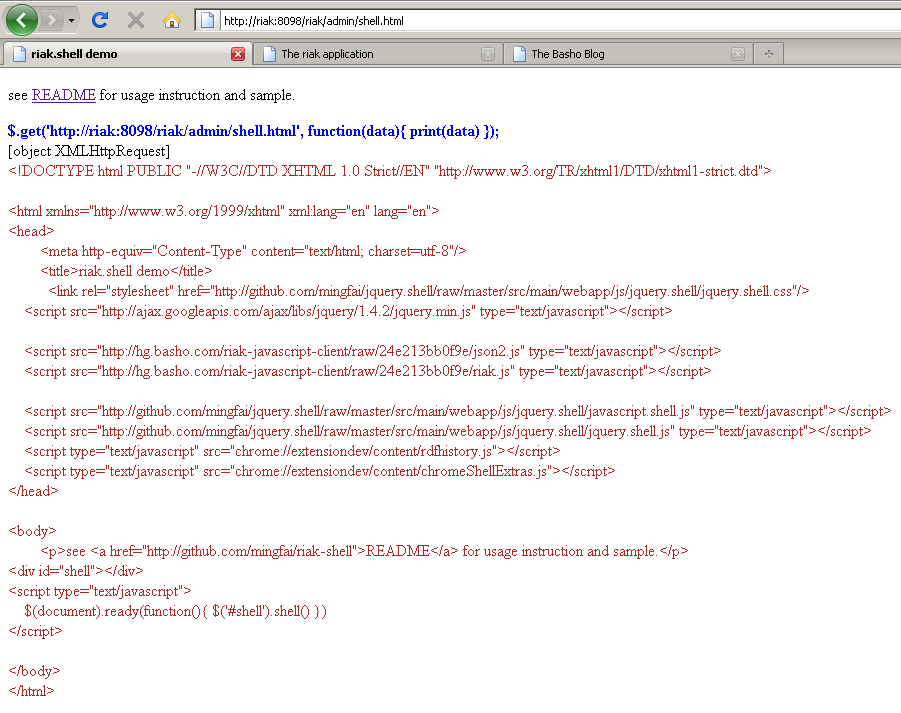 http://riak:8098/riak/admin/shell.html
riak.shell demo
The riak application
The Basho Blog
see README for usage instruction and sample.
$.get('http://riak:8098/riak/admin/shell.html', function(data){ print(data) });
[object XMLHttpRequest]
<!DOCTYPE html PUBLIC "-//W3C//DTD XHTML 1.0 Strict//EN" "http://www.w3.org/TR/xhtml1/DTD/xhtml1-strict.dtd">
<html xmlns="http://www.w3.org/1999/xhtml" xml:lang="en" lang="en">
<head>
<meta http-equiv="Content-Type" content="text/html; charset=utf-8"/>
<title>riak.shell demo</title>
<link rel="stylesheet" href="http://github.com/mingfai/jquery.shell/raw/master/src/main/webapp/js/jquery.shell/jquery.shell.css"/>
<script src="http://ajax.googleapis.com/ajax/libs/jquery/1.4.2/jquery.min.js" type="text/javascript"></script>
<script src="http://hg.basho.com/riak-javascript-client/raw/24e213bb0f9e/json2.js" type="text/javascript"></script>
<script src="http://hg.basho.com/riak-javascript-client/raw/24e213bb0f9e/riak.js" type="text/javascript"></script>
<script src="http://github.com/mingfai/jquery.shell/raw/master/src/main/webapp/js/jquery.shell/javascript.shell.js" type="text/javascript"></script>
<script src="http://github.com/mingfai/jquery.shell/raw/master/src/main/webapp/js/jquery.shell/jquery.shell.js" type="text/javascript"></script>
<script type="text/javascript" src="chrome://extensiondev/content/rdfhistory.js"></script>
<script type="text/javascript" src="chrome://extensiondev/content/chromeShellExtras.js"></script>
</head>
<body>
<p>see <a href="http://github.com/mingfai/riak-shell">README</a> for usage instruction and sample.</p>
<div id="shell"></div>
<script type="text/javascript">
$(document).ready(function(){ $('#shell').shell() })
</script>
</body>
</html>